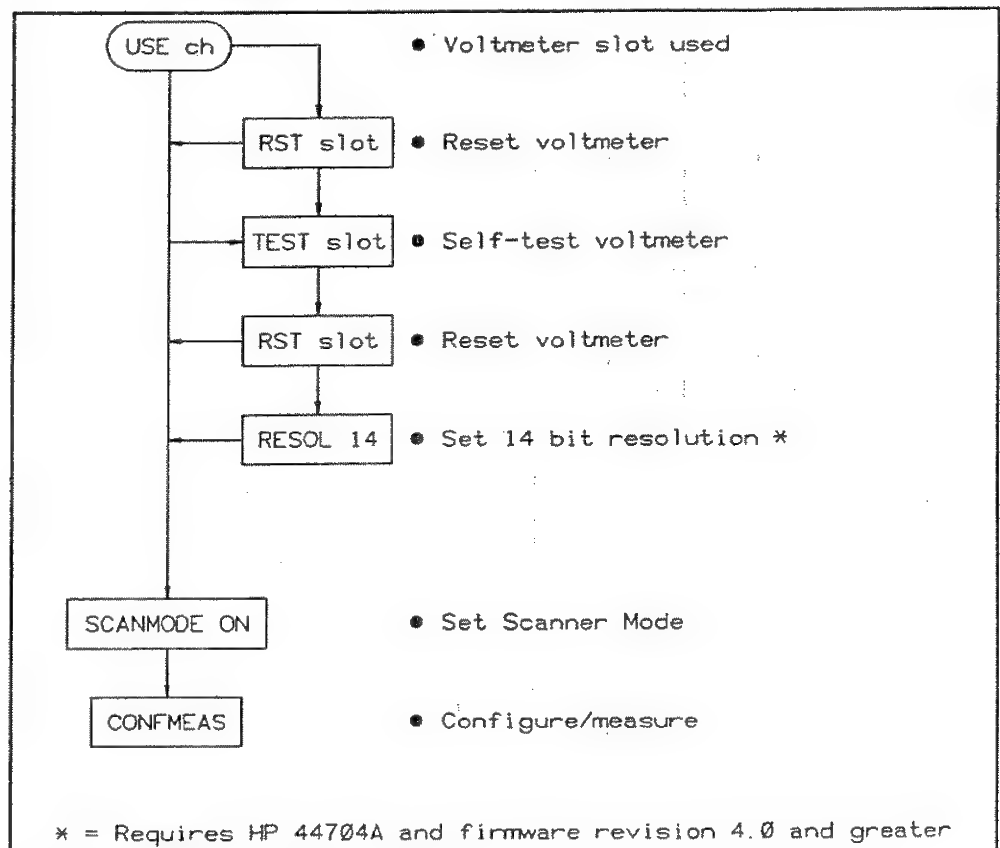 USE ch ● Voltmeter slot used
RST slot ● Reset voltmeter
TEST slot ● Self-test voltmeter
RST slot ● Reset voltmeter
RESOL 14 ● Set 14 bit resolution *
SCANMODE ON ● Set Scanner Mode
CONFMEAS ● Configure/measure
* = Requires HP 44704A and firmware revision 4.0 and greater